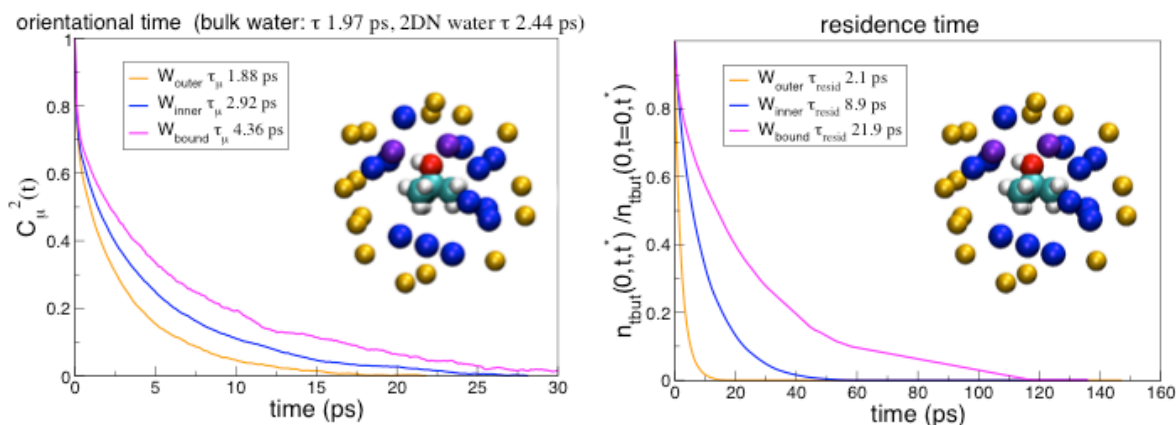 orientational time (bulk water: τ 1.97 ps, 2DN water τ 2.44 ps)
1
0.8
0.6
0.4
0.2
0
C_μ^2(t)
W_outer τ_μ 1.88 ps
W_inner τ_μ 2.92 ps
W_bound τ_μ 4.36 ps
0 5 10 15 20 25 30
time (ps)
residence time
0.8
0.6
0.4
0.2
0
n_tbut(0,t,t^*) /n_tbut(0,t=0,t^*)
W_outer τ_resid 2.1 ps
W_inner τ_resid 8.9 ps
W_bound τ_resid 21.9 ps
0 20 40 60 80 100 120 140 160
time (ps)